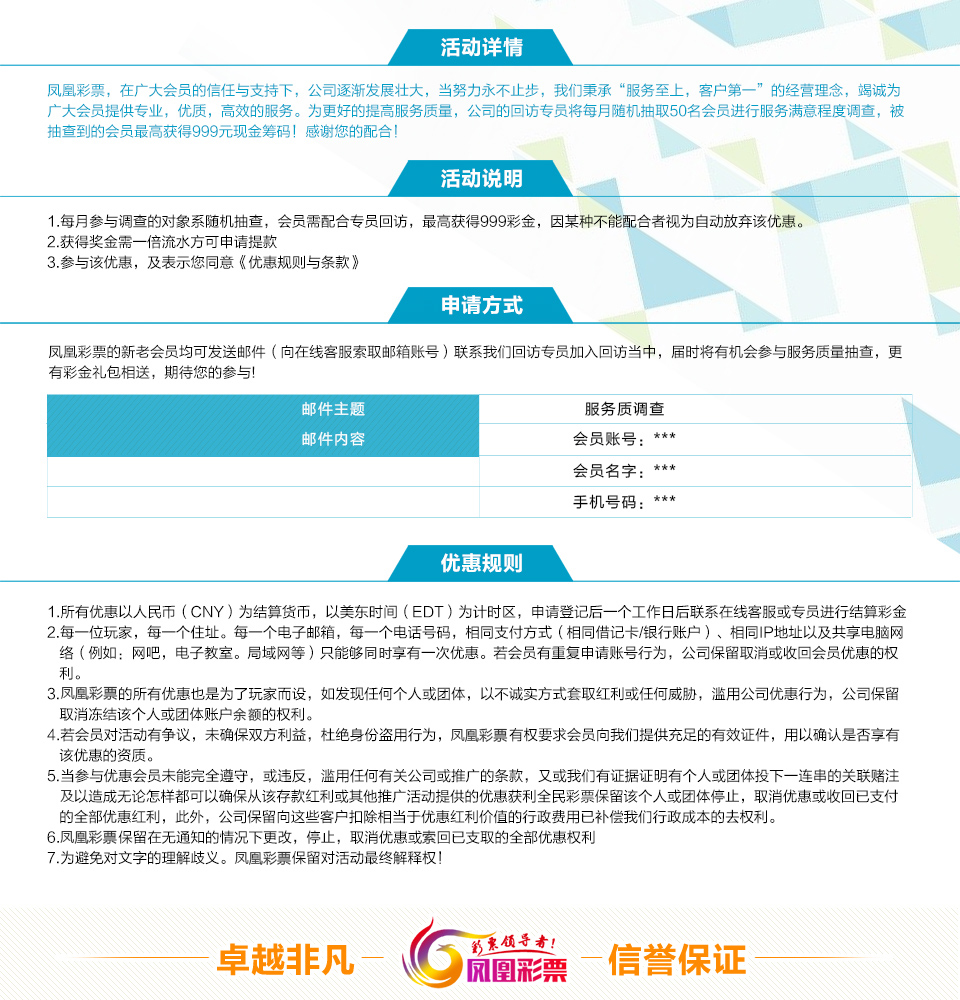 活动详情
凤凰彩票，在广大会员的信任与支持下，公司逐渐发展壮大，当努力永不止步，我们秉承“服务至上，客户第一”的经营理念，竭诚为
广大会员提供专业，优质，高效的服务。为更好的提高服务质量，公司的回访专员将每月随机抽取50名会员进行服务满意程度调查，被
抽查到的会员最高获得999元现金筹码！感谢您的配合！
活动说明
1.每月参与调查的对象系随机抽查，会员需配合专员回访，最高获得999彩金，因某种不能配合者视为自动放弃该优惠。
2.获得奖金需一倍流水方可申请提款
3.参与该优惠，及表示您同意《优惠规则与条款》
申请方式
凤凰彩票的新老会员均可发送邮件（向在线客服索取邮箱账号）联系我们回访专员加入回访当中，届时将有机会参与服务质量抽查，更
有彩金礼包相送，期待您的参与!
邮件主题 服务质调查
邮件内容 会员账号：***
会员名字：***
手机号码：***
优惠规则
1.所有优惠以人民币（CNY）为结算货币，以美东时间（EDT）为计时区，申请登记后一个工作日后联系在线客服或专员进行结算彩金
2.每一位玩家，每一个住址。每一个电子邮箱，每一个电话号码，相同支付方式（相同借记卡/银行账户）、相同IP地址以及共享电脑网
络（例如：网吧，电子教室。局域网等）只能够同时享有一次优惠。若会员有重复申请账号行为，公司保留取消或收回会员优惠的权
利。
3.凤凰彩票的所有优惠也是为了玩家而设，如发现任何个人或团体，以不诚实方式套取红利或任何威胁，滥用公司优惠行为，公司保留
取消冻结该个人或团体账户余额的权利。
4.若会员对活动有争议，未确保双方利益，杜绝身份盗用行为，凤凰彩票有权要求会员向我们提供充足的有效证件，用以确认是否享有
该优惠的资质。
5.当参与优惠会员未能完全遵守，或违反，滥用任何有关公司或推广的条款，又或我们有证据证明有个人或团体投下一连串的关联赌注
及以造成无论怎样都可以确保从该存款红利或其他推广活动提供的优惠获利全民彩票保留该个人或团体停止，取消优惠或收回已支付
的全部优惠红利，此外，公司保留向这些客户扣除相当于优惠红利价值的行政费用已补偿我们行政成本的去权利。
6.凤凰彩票保留在无通知的情况下更改，停止，取消优惠或索回已支取的全部优惠权利
7.为避免对文字的理解歧义。凤凰彩票保留对活动最终解释权！
卓越非凡 彩票领导者！ 凤凰彩票 信誉保证